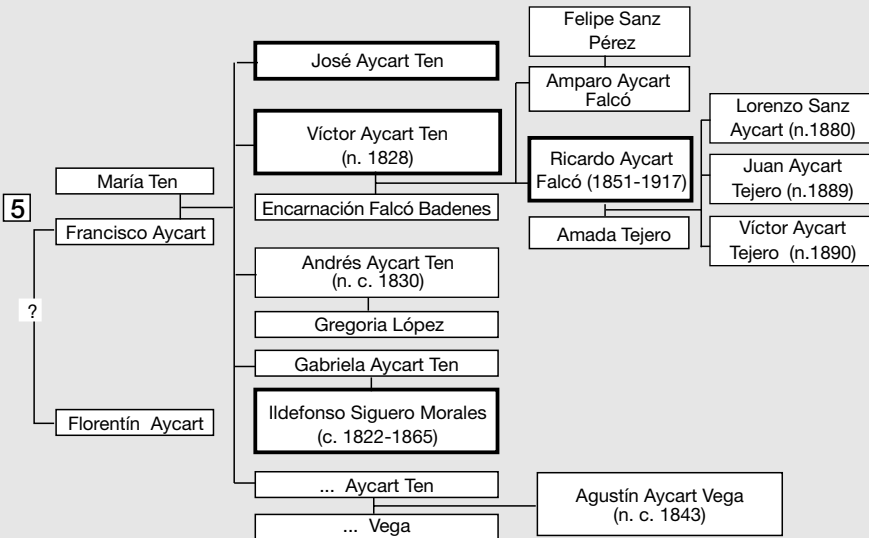 Felipe Sanz
Pérez
José Aycart Ten
Amparo Aycart
Falcó
Lorenzo Sanz
Aycart (n.1880)
Víctor Aycart Ten
(n. 1828)
Ricardo Aycart
Falcó (1851-1917)
María Ten
Juan Aycart
Tejero (n.1889)
5
Encarnación Falcó Badenes
Francisco Aycart
Amada Tejero
Víctor Aycart
Tejero (n.1890)
Andrés Aycart Ten
(n. c. 1830)
?
Gregoria López
Gabriela Aycart Ten
Ildefonso Siguero Morales
(c. 1822-1865)
Florentín Aycart
... Aycart Ten
Agustín Aycart Vega
(n. c. 1843)
... Vega